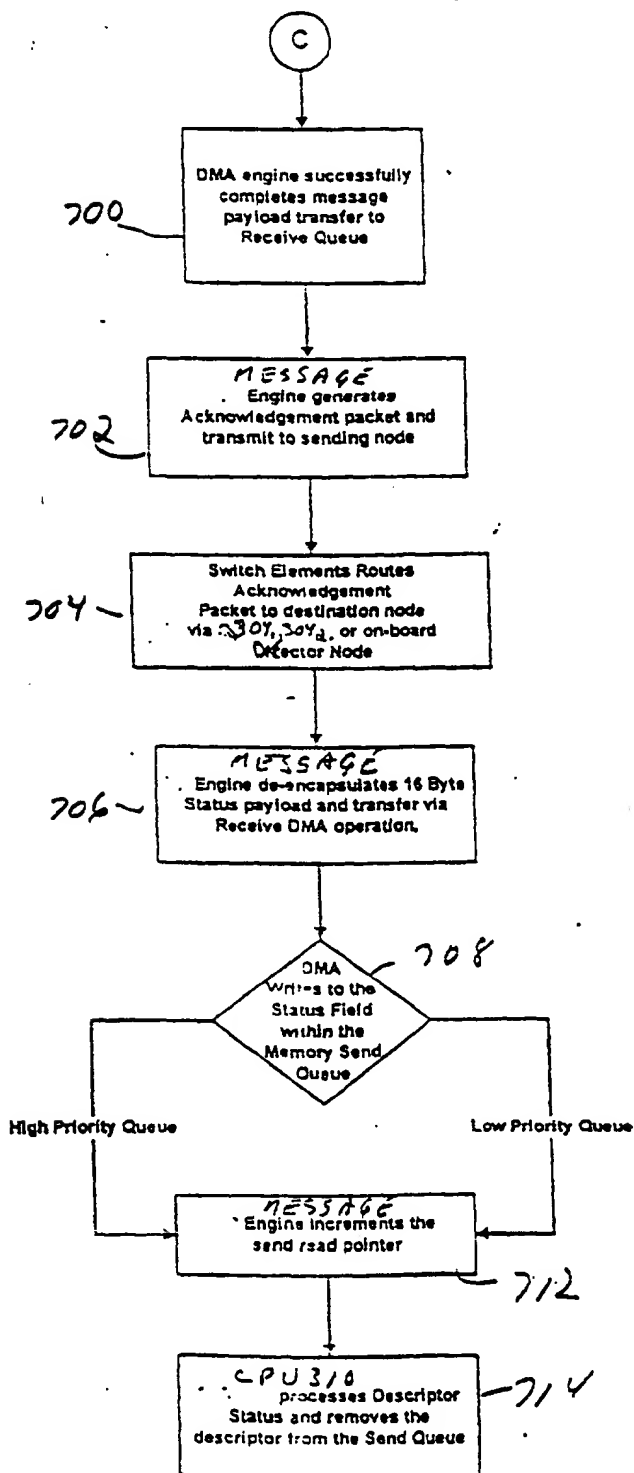 C
DMA engine successfully
completes message
payload transfer to
Receive Queue
700
MESSAGE
Engine generates
Acknowledgement packet and
transmit to sending node
702
Switch Elements Routes
Acknowledgement
Packet to destination node
via 304₁, 304₂, or on-board
Director Node
704
MESSAGE
Engine de-encapsulates 16 Byte
Status payload and transfer via
Receive DMA operation.
706
DMA
Writes to the
Status Field
within the
Memory Send
Queue
708
High Priority Queue
Low Priority Queue
MESSAGE
Engine increments the
send read pointer
712
CPU 310
processes Descriptor
Status and removes the
descriptor from the Send Queue
714